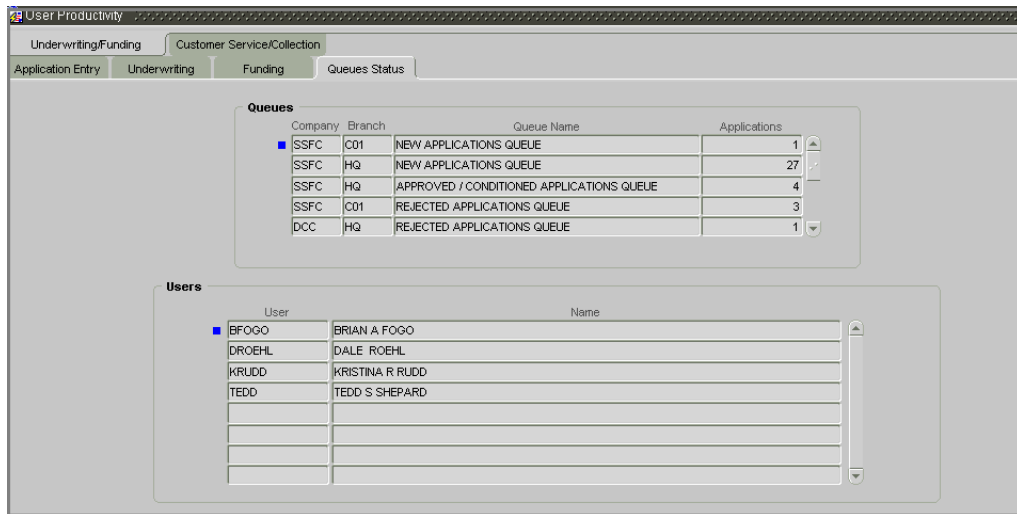 User Productivity
Underwriting/Funding Customer Service/Collection
Application Entry Underwriting Funding Queues Status
Queues
Company Branch Queue Name Applications
SSFC C01 NEW APPLICATIONS QUEUE 1
SSFC HQ NEW APPLICATIONS QUEUE 27
SSFC HQ APPROVED / CONDITIONED APPLICATIONS QUEUE 4
SSFC C01 REJECTED APPLICATIONS QUEUE 3
DCC HQ REJECTED APPLICATIONS QUEUE 1
Users
User Name
BFOGO BRIAN A FOGO
DROEHL DALE ROEHL
KRUDD KRISTINA R RUDD
TEDD TEDD S SHEPARD